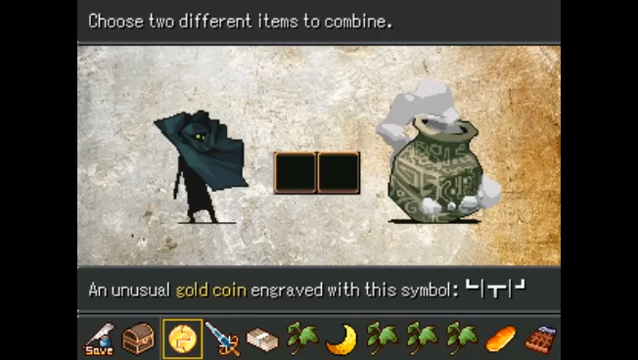 Choose two different items to combine.
An unusual gold coin engraved with this symbol: ┗|┳|┛
Save